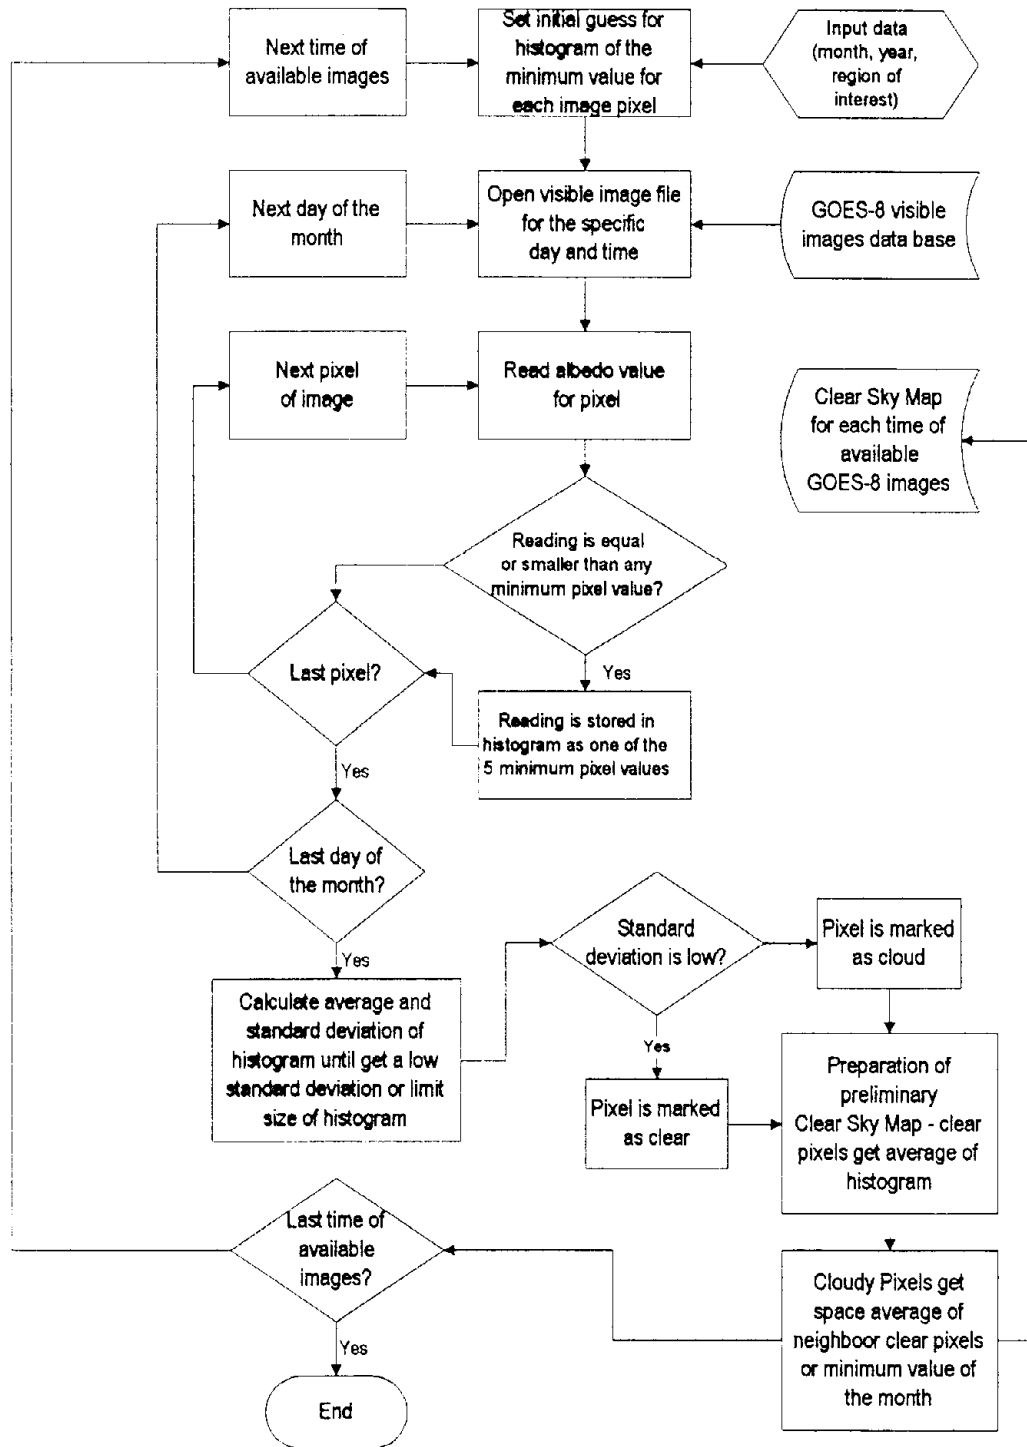 Next time of
available images
Set initial guess for
histogram of the
minimum value for
each image pixel
Input data
(month, year,
region of
interest)
Next day of the
month
Open visible image file
for the specific
day and time
GOES-8 visible
images data base
Next pixel
of image
Read albedo value
for pixel
Clear Sky Map
for each time of
available
GOES-8 images
Reading is equal
or smaller than any
minimum pixel value?
Yes
Last pixel?
Reading is stored in
histogram as one of the
5 minimum pixel values
Yes
Last day of
the month?
Yes
Calculate average and
standard deviation of
histogram until get a low
standard deviation or limit
size of histogram
Standard
deviation is low?
Pixel is marked
as cloud
Yes
Pixel is marked
as clear
Preparation of
preliminary
Clear Sky Map - clear
pixels get average of
histogram
Last time of
available
images?
Cloudy Pixels get
space average of
neighboor clear pixels
or minimum value of
the month
Yes
End